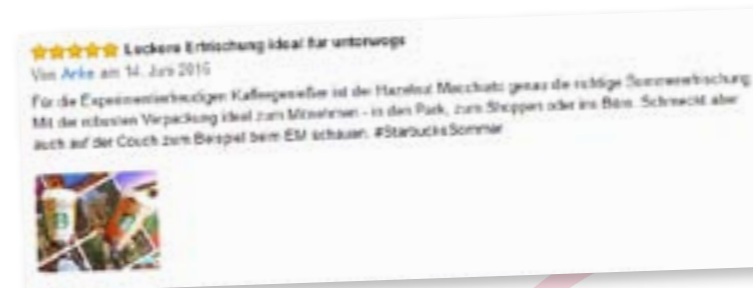 Leckere Erfrischung ideal für unterwegs
Von Anke am 14. Juni 2016
Für die Experimentierfreudigen Kaffeegenießer ist der Hazelnut Macchiato genau die richtige Sommererfrischung.
Mit der robusten Verpackung ideal zum Mitnehmen - in den Park, zum Shoppen oder ins Büro. Schmeckt aber
auch auf der Couch zum Beispiel beim EM schauen. #StarbucksSommer